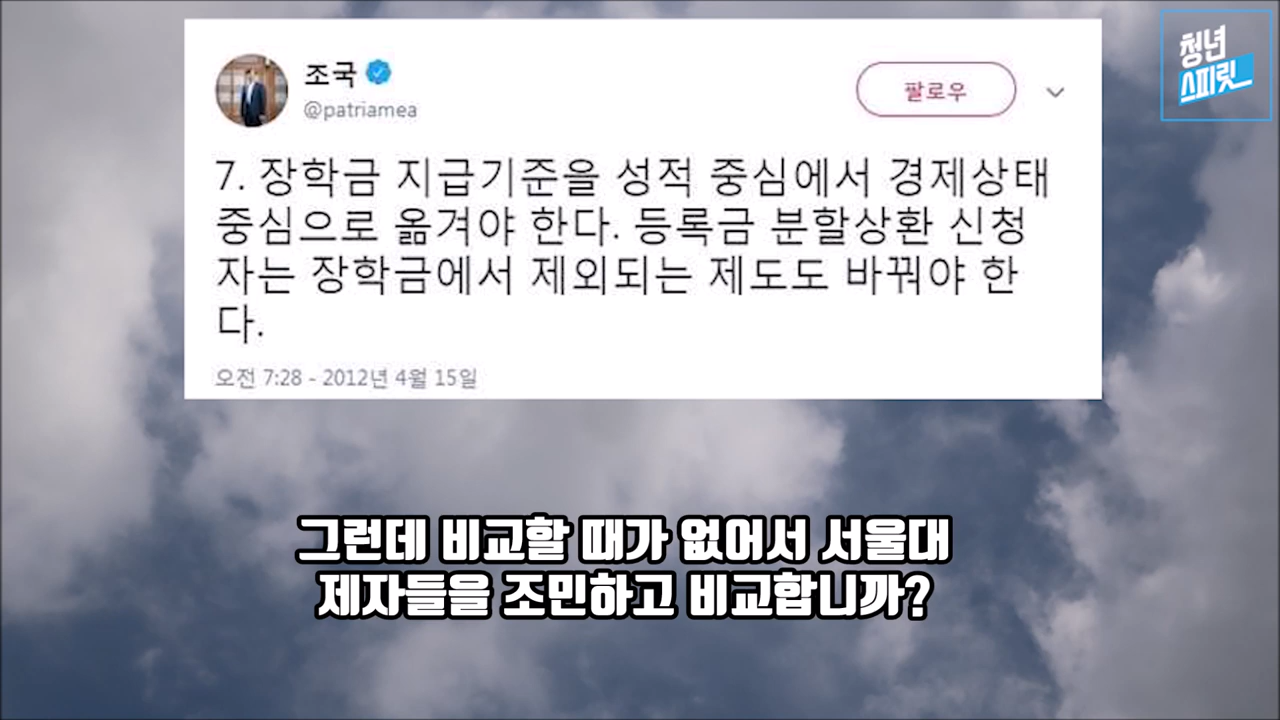 청년
스피릿
조국
@patriamea
팔로우
7. 장학금 지급기준을 성적 중심에서 경제상태
중심으로 옮겨야 한다. 등록금 분할상환 신청
자는 장학금에서 제외되는 제도도 바꿔야 한
다.
오전 7:28 - 2012년 4월 15일
그런데 비교할 때가 없어서 서울대
제자들을 조민하고 비교합니까?